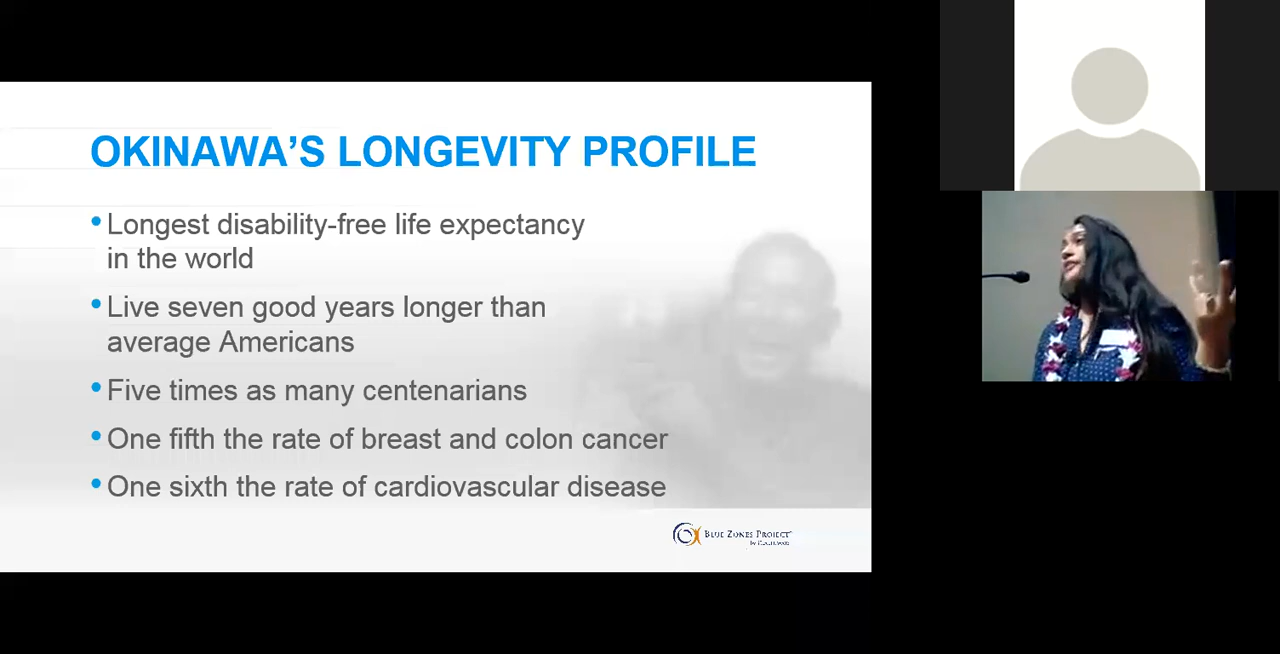 OKINAWA'S LONGEVITY PROFILE
• Longest disability-free life expectancy
in the world
• Live seven good years longer than
average Americans
• Five times as many centenarians
• One fifth the rate of breast and colon cancer
• One sixth the rate of cardiovascular disease
BLUE ZONES PROJECT